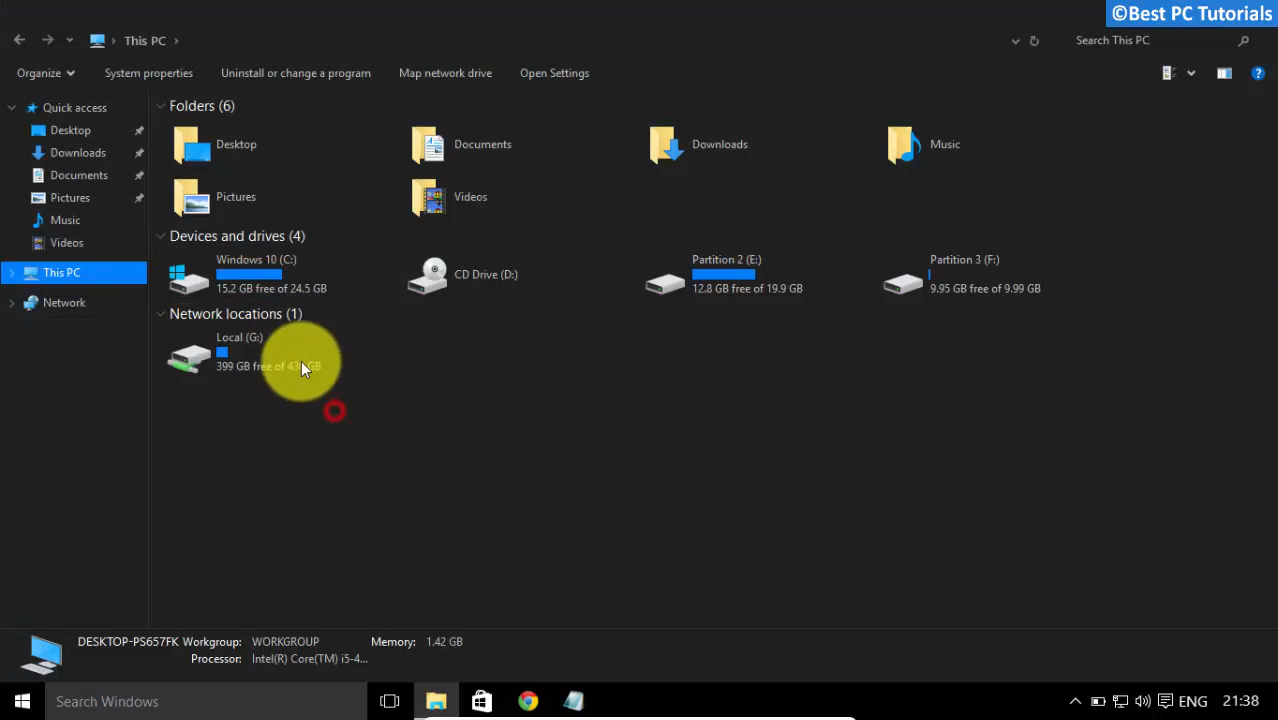 ©Best PC Tutorials
This PC
Search This PC
Organize
System properties
Uninstall or change a program
Map network drive
Open Settings
Quick access
Desktop
Downloads
Documents
Pictures
Music
Videos
This PC
Network
Folders (6)
Desktop
Documents
Downloads
Music
Pictures
Videos
Devices and drives (4)
Windows 10 (C:)
15.2 GB free of 24.5 GB
CD Drive (D:)
Partition 2 (E:)
12.8 GB free of 19.9 GB
Partition 3 (F:)
9.95 GB free of 9.99 GB
Network locations (1)
Local (G:)
399 GB free of GB
DESKTOP-PS657FK Workgroup: WORKGROUP Memory: 1.42 GB
Processor: Intel(R) Core(TM) i5-4...
Search Windows
ENG
21:38